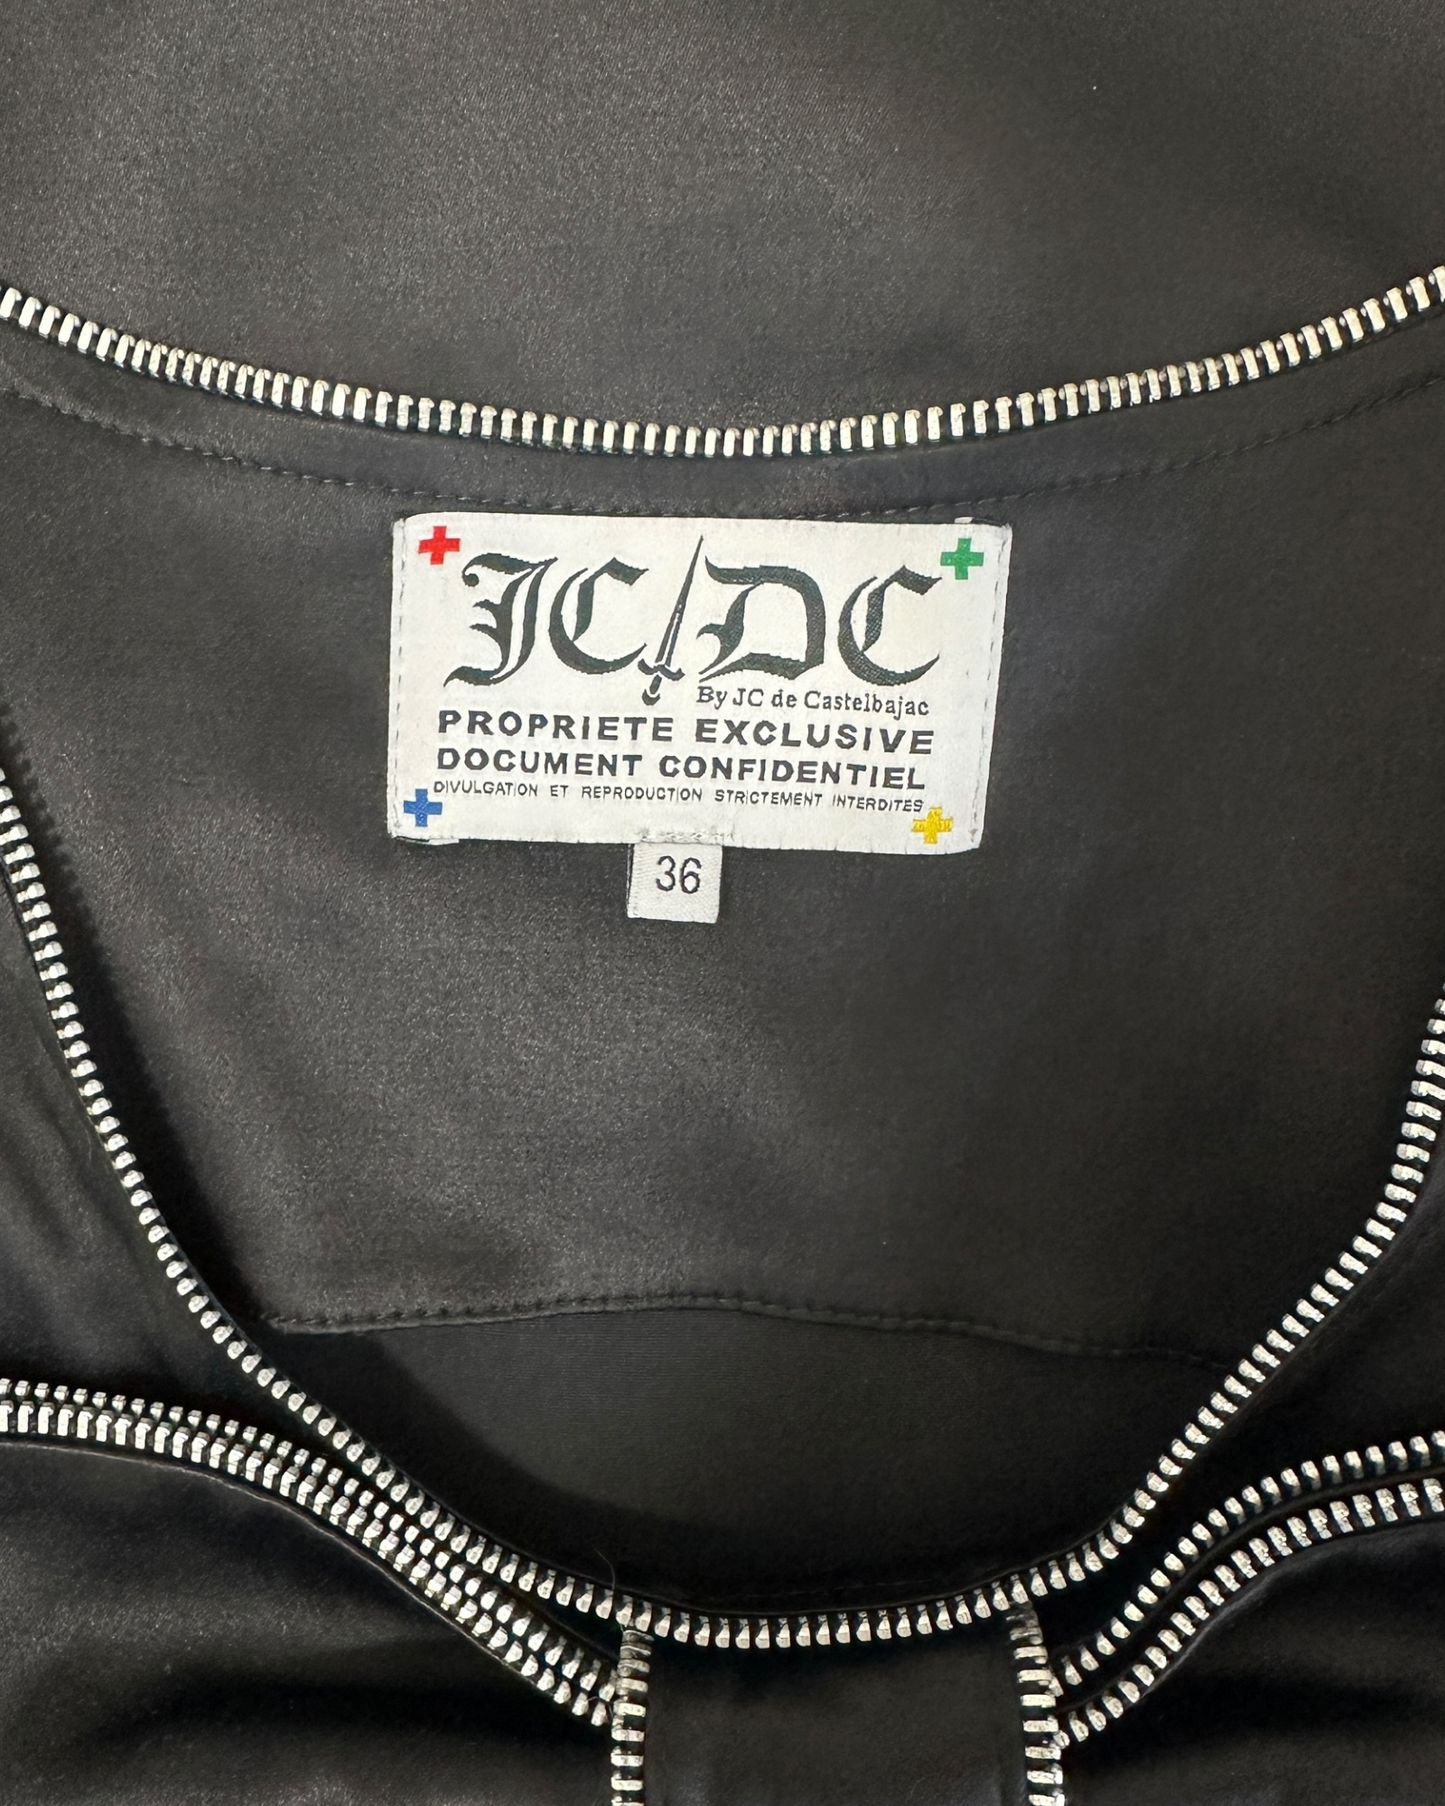 JC/DC
By JC de Castelbajac
PROPRIETE EXCLUSIVE
DOCUMENT CONFIDENTIEL
DIVULGATION ET REPRODUCTION STRICTEMENT INTERDITES
36